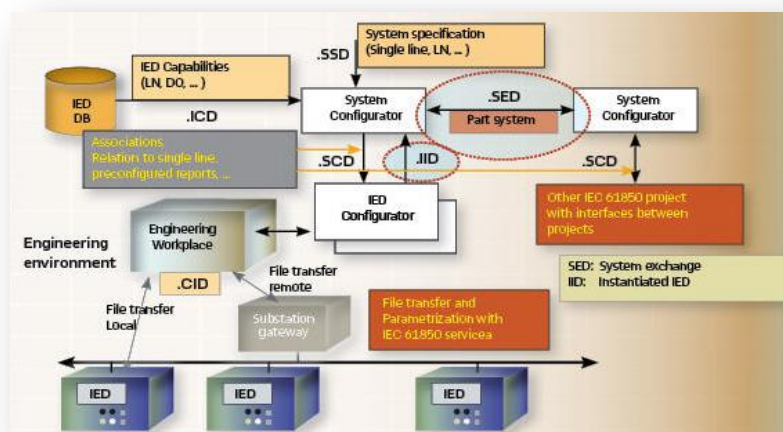 System specification
(Single line, LN, ... )
.SSD
IED Capabilities
(LN, DO, ... )
IED
DB
.ICD
System
Configurator
.SED
Part system
System
Configurator
Associations
Relation to single line,
preconfigured reports, ...
.SCD
.IID
.SCD
IED
Configurator
Other IEC 61850 project
with interfaces between
projects
Engineering
environment
Engineering
Workplace
.CID
File transfer
remote
File transfer
Local
Substation
gateway
File transfer and
Parametrization with
IEC 61850 servicea
SED: System exchange
IID: Instantiated IED
IED
IED
IED